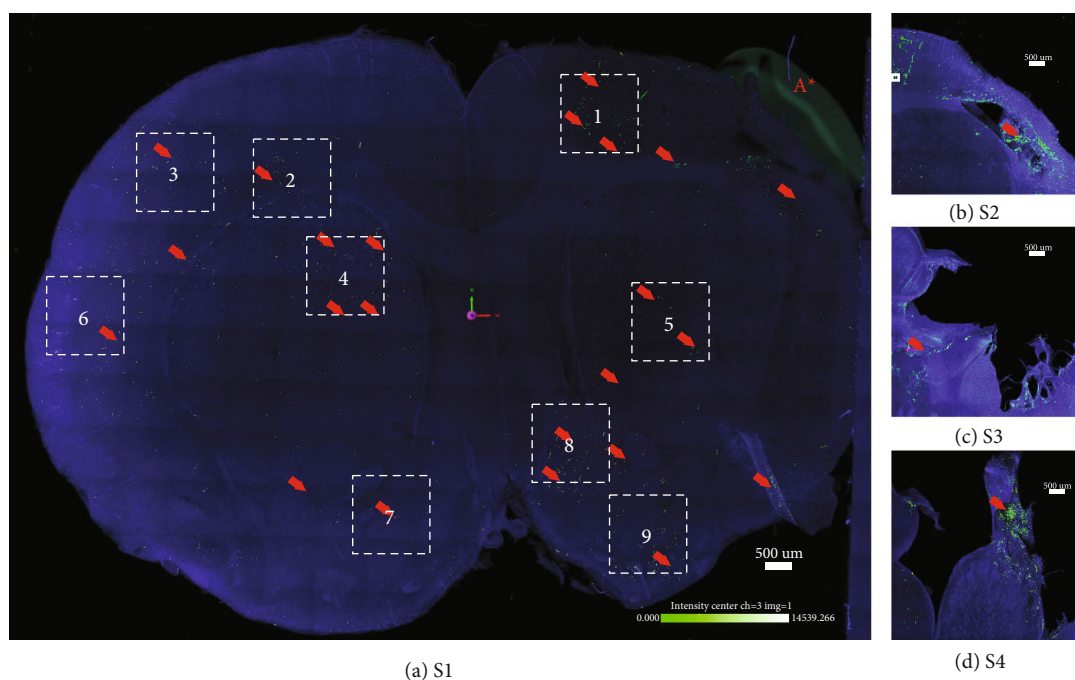 A*
1
3
2
4
6
5
8
7
9
500 um
Intensity center ch=3 img=1
0.000
14539.266
(a) S1
500 um
(b) S2
500 um
(c) S3
500 um
(d) S4